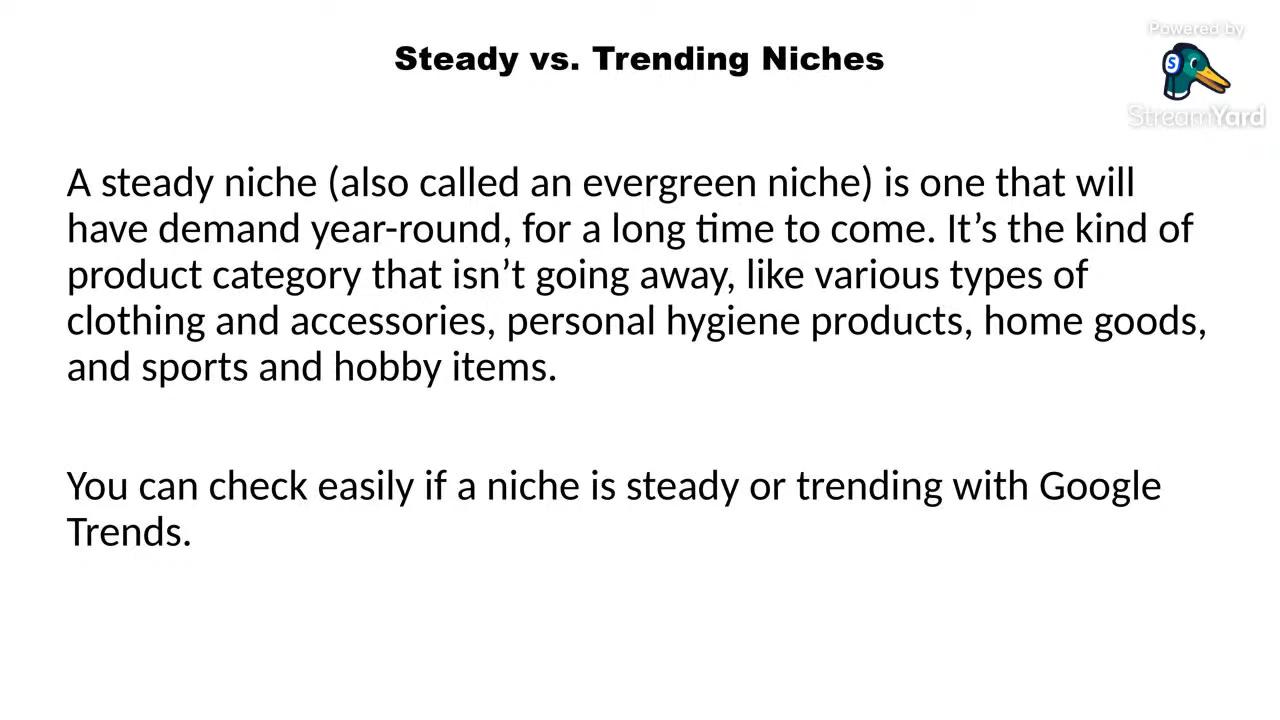 Steady vs. Trending Niches
Powered by
S
StreamYard
A steady niche (also called an evergreen niche) is one that will
have demand year-round, for a long time to come. It’s the kind of
product category that isn’t going away, like various types of
clothing and accessories, personal hygiene products, home goods,
and sports and hobby items.
You can check easily if a niche is steady or trending with Google
Trends.